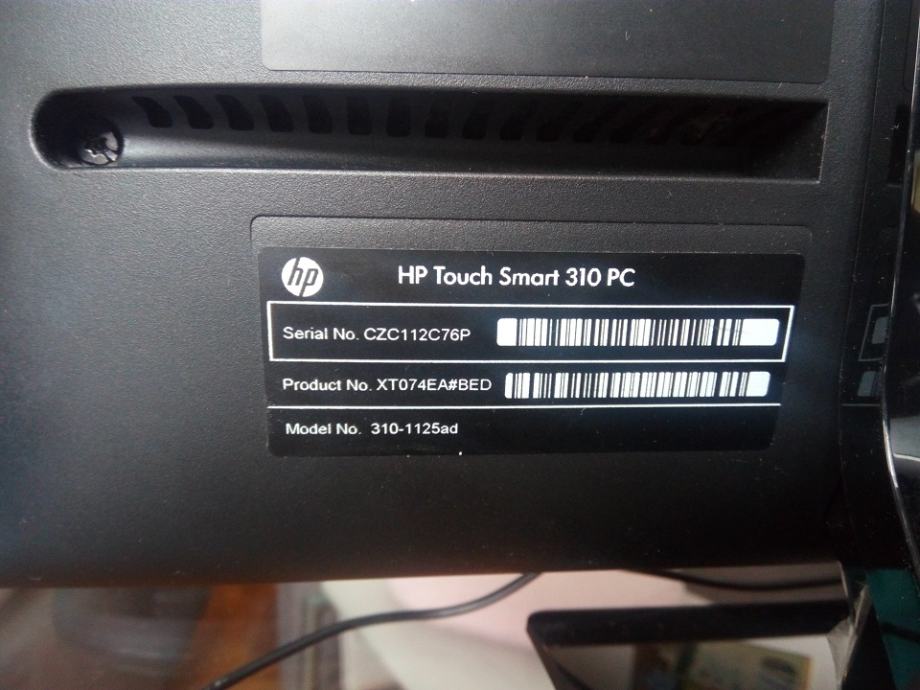 hp HP Touch Smart 310 PC
Serial No. CZC112C76P
Product No. XT074EA#BED
Model No. 310-1125ad